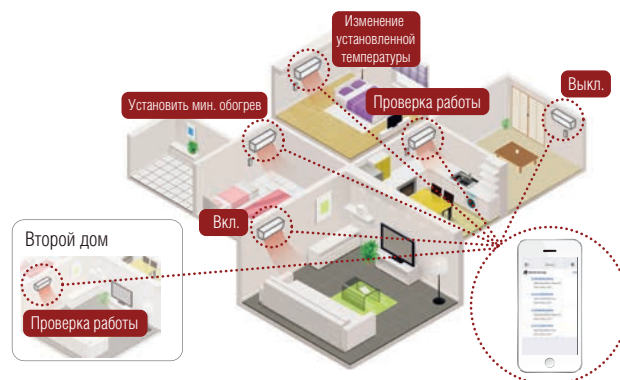 Изменение
установленной
температуры
Установить мин. обогрев
Проверка работы
Выкл.
Вкл.
Второй дом
Проверка работы